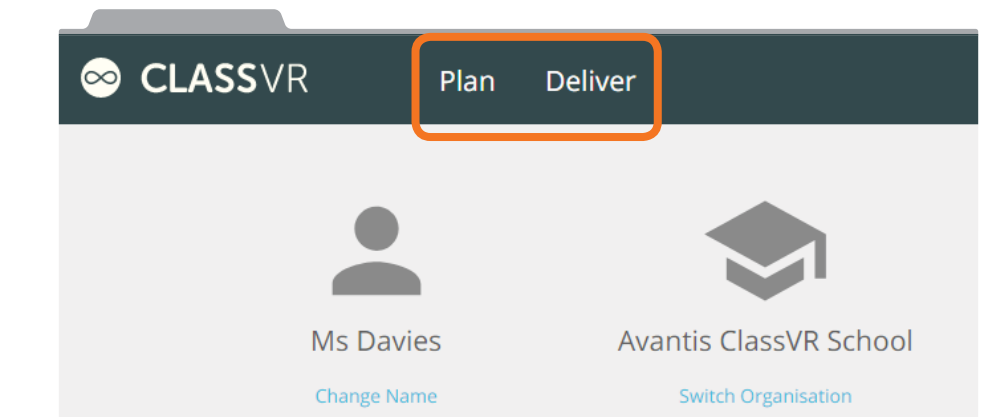 CLASSVR Plan Deliver
Ms Davies Avantis ClassVR School
Change Name Switch Organisation